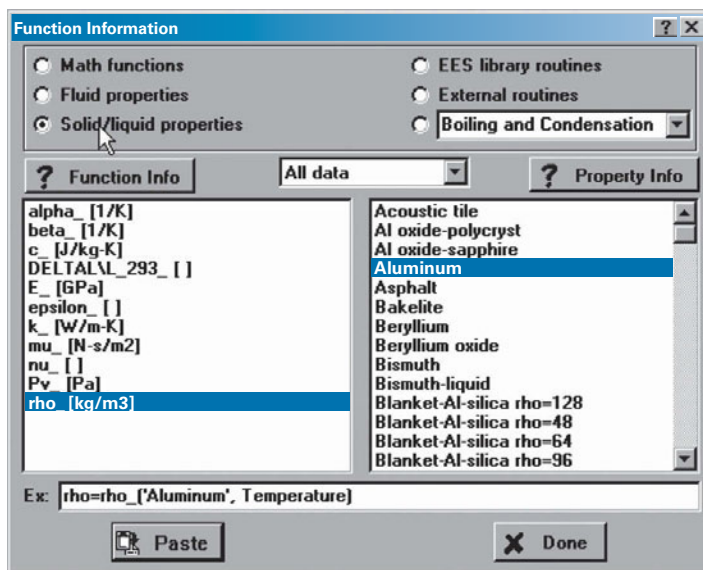 Function Information
Math functions
EES library routines
Fluid properties
External routines
Solid/liquid properties
Boiling and Condensation
? Function Info
All data
? Property Info
alpha_ [1/K]
beta_ [1/K]
c_ [J/kg-K]
DELTAL\L_293_ [ ]
E_ [GPa]
epsilon_ [ ]
k_ [W/m-K]
mu_ [N-s/m2]
nu_ [ ]
Pv_ [Pa]
rho_ [kg/m3]
Acoustic tile
Al oxide-polycryst
Al oxide-sapphire
Aluminum
Asphalt
Bakelite
Beryllium
Beryllium oxide
Bismuth
Bismuth-liquid
Blanket-Al-silica rho=128
Blanket-Al-silica rho=48
Blanket-Al-silica rho=64
Blanket-Al-silica rho=96
Ex: rho=rho_('Aluminum', Temperature)
Paste
Done